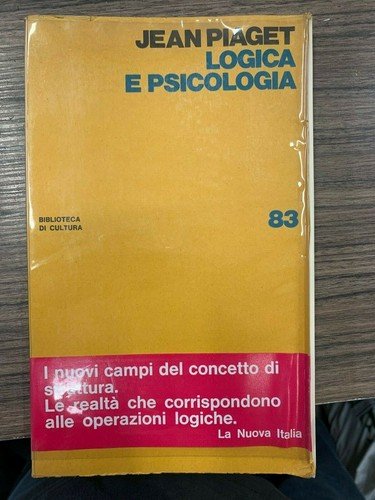 JEAN PIAGET
LOGICA
E PSICOLOGIA
BIBLIOTECA
DI CULTURA
83
I nuovi campi del concetto di
struttura.
Le realtà che corrispondono
alle operazioni logiche.
La Nuova Italia